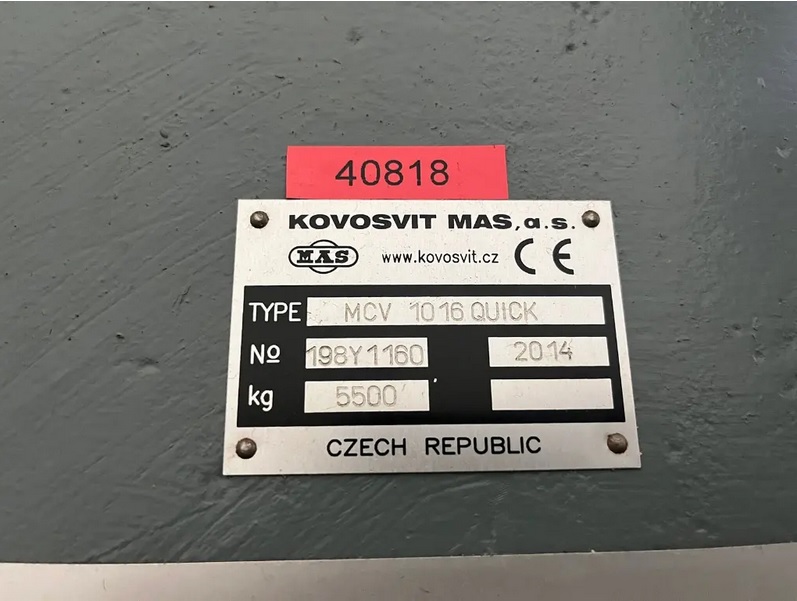 40818
KOVOSVIT MAS, a.s.
MAS www.kovosvit.cz CE
TYPE MCV 1016 QUICK
No 198Y1160 2014
kg 5500
CZECH REPUBLIC